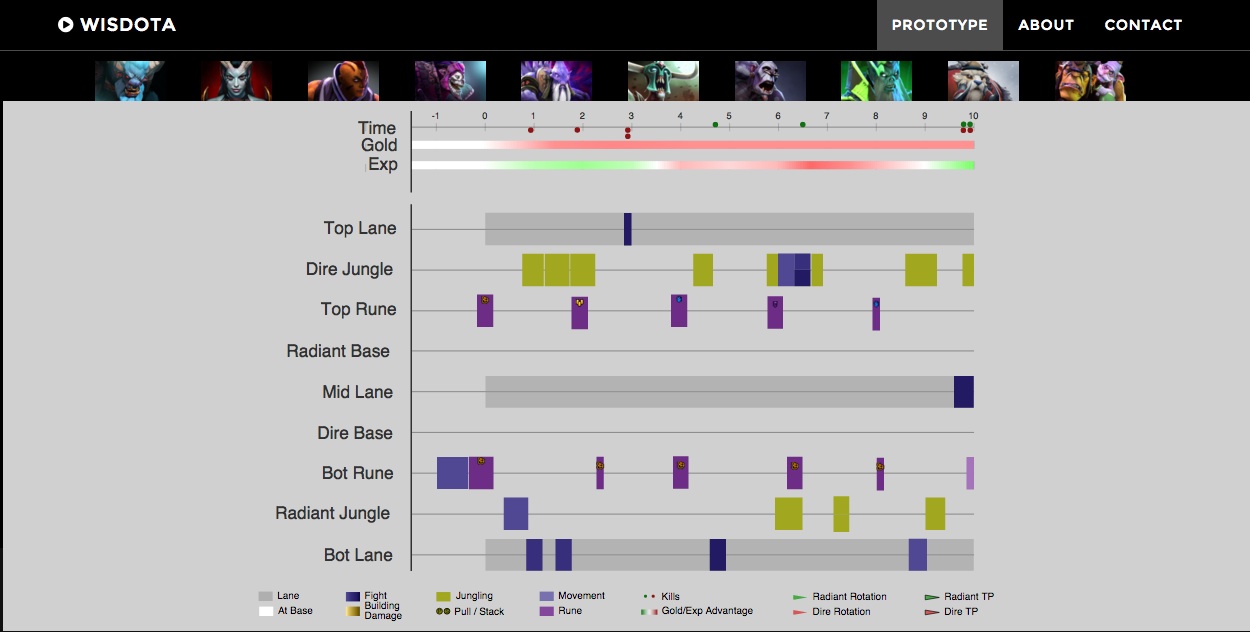 WISDOTA PROTOTYPE ABOUT CONTACT
-1 0 1 2 3 4 5 6 7 8 9 10
Time
Gold
Exp
Top Lane
Dire Jungle
Top Rune
Radiant Base
Mid Lane
Dire Base
Bot Rune
Radiant Jungle
Bot Lane
Lane Fight Jungling Movement Kills Radiant Rotation Radiant TP
At Base Building Damage Pull / Stack Rune Gold/Exp Advantage Dire Rotation Dire TP